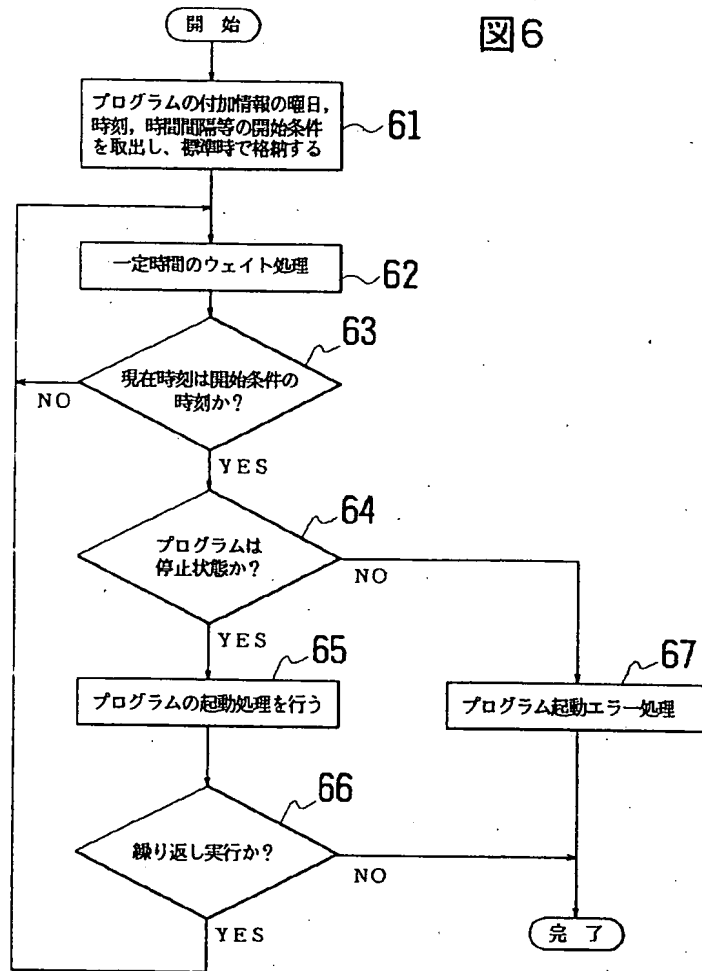 図6
開 始
プログラムの付加情報の曜日,
時刻,時間間隔等の開始条件
を取出し、標準時で格納する
61
一定時間のウェイト処理
62
63
現在時刻は開始条件の
時刻か?
NO
YES
64
プログラムは
停止状態か?
NO
YES
65
プログラムの起動処理を行う
67
プログラム起動エラー処理
66
繰り返し実行か?
NO
YES
完 了